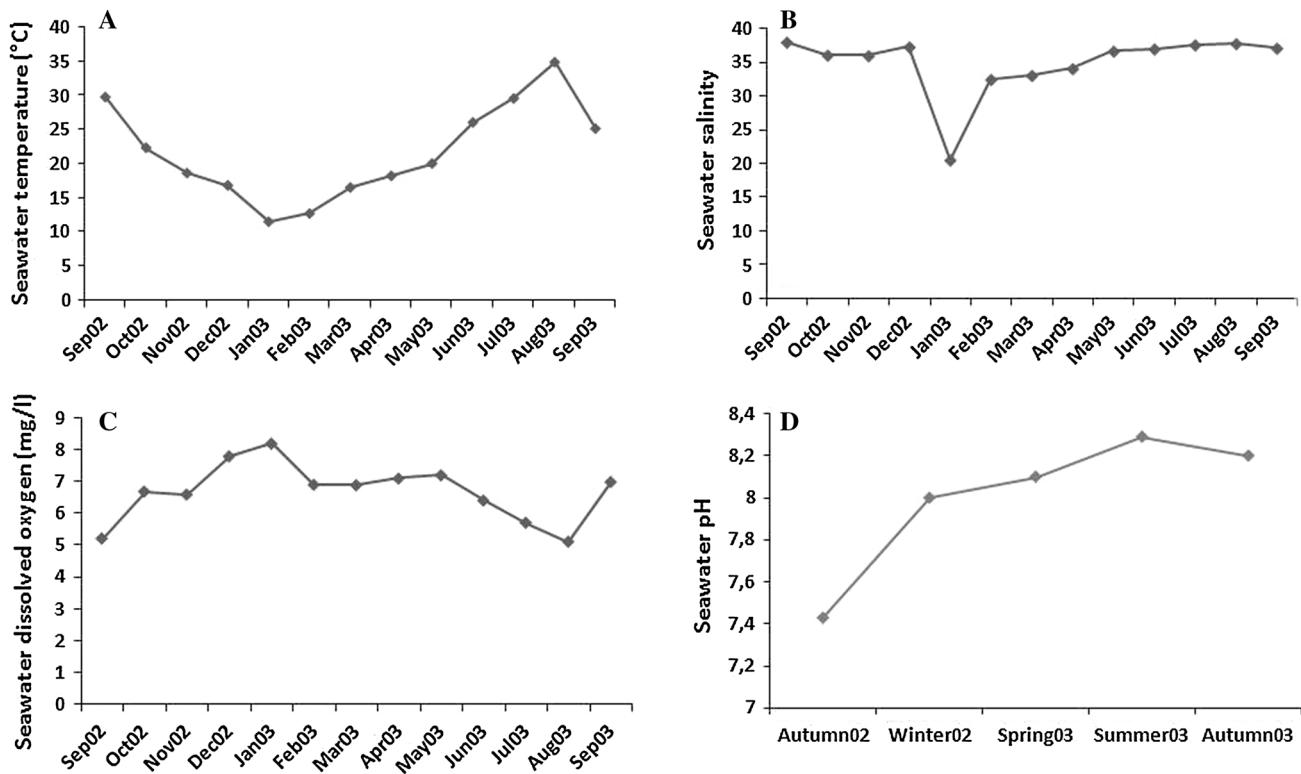 A
Seawater temperature (°C)
40
35
30
25
20
15
10
5
0
Sep02
Oct02
Nov02
Dec02
Jan03
Feb03
Mar03
Apr03
May03
Jun03
Jul03
Aug03
Sep03
B
Seawater salinity
40
35
30
25
20
15
10
5
0
Sep02
Oct02
Nov02
Dec02
Jan03
Feb03
Mar03
Apr03
May03
Jun03
Jul03
Aug03
Sep03
C
Seawater dissolved oxygen (mg/l)
9
8
7
6
5
4
3
2
1
0
Sep02
Oct02
Nov02
Dec02
Jan03
Feb03
Mar03
Apr03
May03
Jun03
Jul03
Aug03
Sep03
D
Seawater pH
8,4
8,2
8
7,8
7,6
7,4
7,2
7
Autumn02
Winter02
Spring03
Summer03
Autumn03